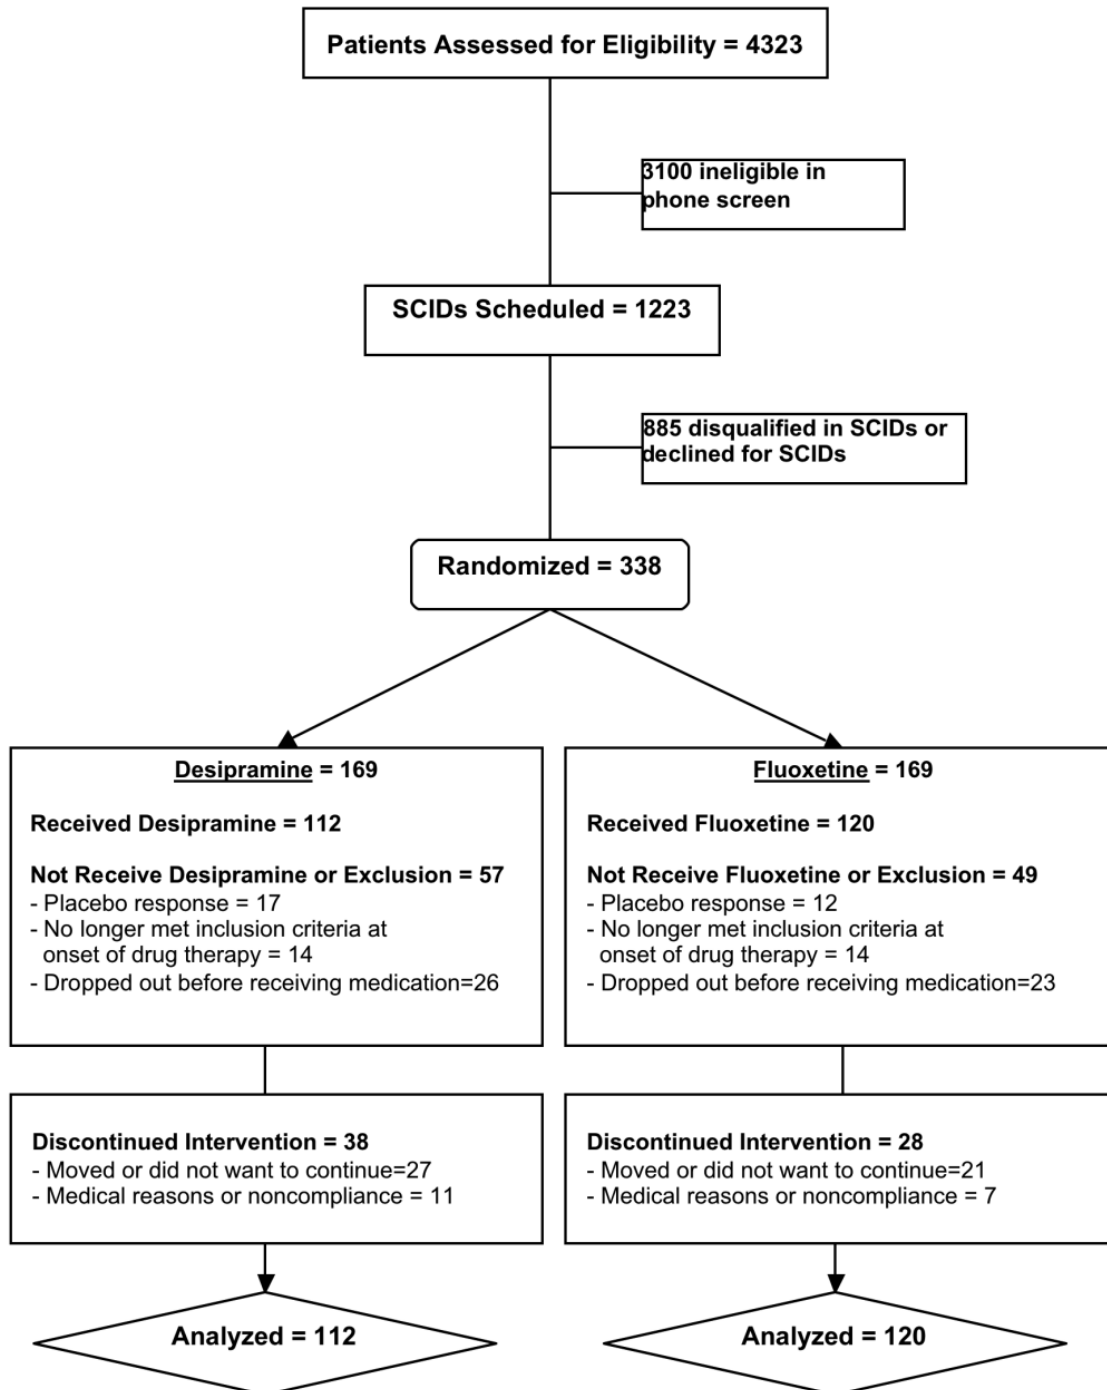 Patients Assessed for Eligibility = 4323
3100 ineligible in
phone screen
SCIDs Scheduled = 1223
885 disqualified in SCIDs or
declined for SCIDs
Randomized = 338
Desipramine = 169
Received Desipramine = 112
Not Receive Desipramine or Exclusion = 57
- Placebo response = 17
- No longer met inclusion criteria at
onset of drug therapy = 14
- Dropped out before receiving medication=26
Fluoxetine = 169
Received Fluoxetine = 120
Not Receive Fluoxetine or Exclusion = 49
- Placebo response = 12
- No longer met inclusion criteria at
onset of drug therapy = 14
- Dropped out before receiving medication=23
Discontinued Intervention = 38
- Moved or did not want to continue=27
- Medical reasons or noncompliance = 11
Discontinued Intervention = 28
- Moved or did not want to continue=21
- Medical reasons or noncompliance = 7
Analyzed = 112
Analyzed = 120